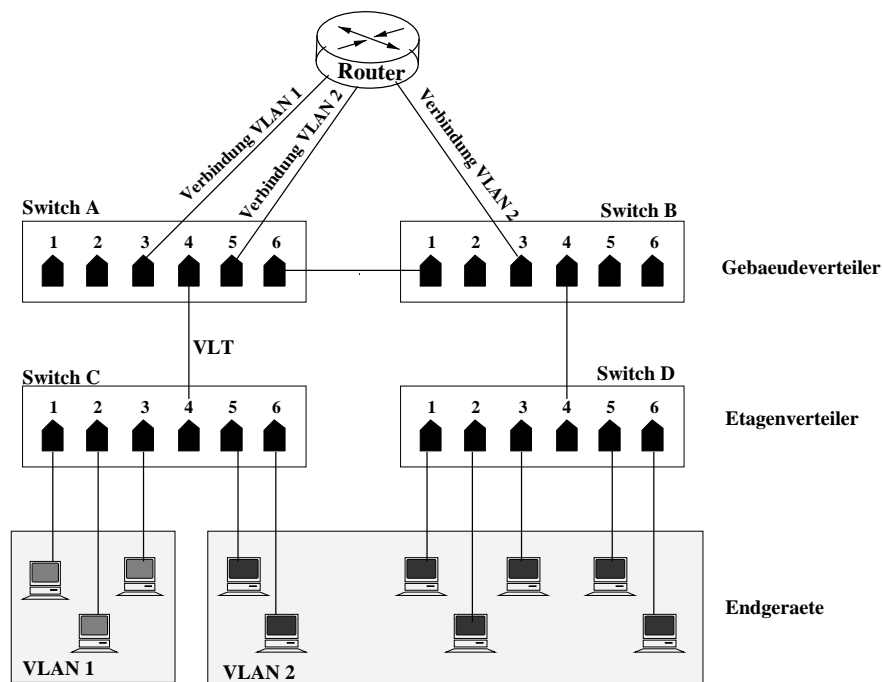 Router
Verbindung VLAN 1
Verbindung VLAN 2
Verbindung VLAN 2
Switch A
1 2 3 4 5 6
Switch B
1 2 3 4 5 6
Gebaeudeverteiler
VLT
Switch C
1 2 3 4 5 6
Switch D
1 2 3 4 5 6
Etagenverteiler
Endgeraete
VLAN 1
VLAN 2